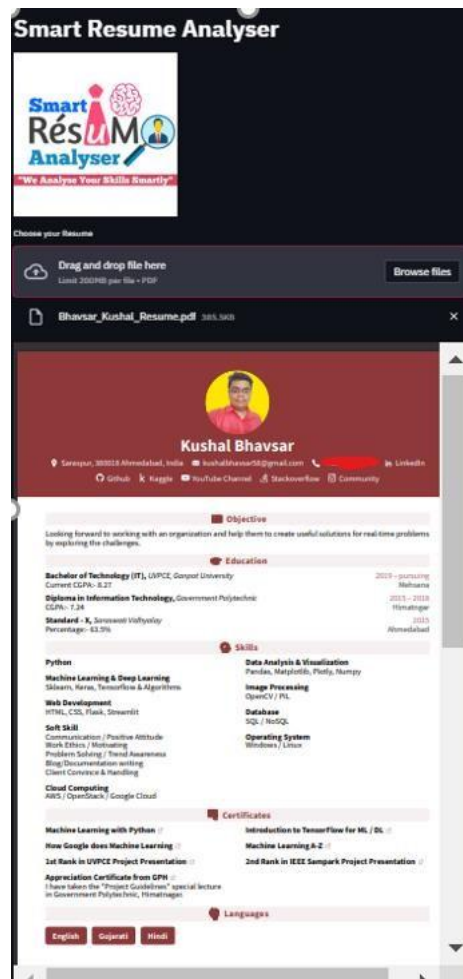 Smart Resume Analyser
Smart
RésuMe
Analyser
"We Analyse Your Skills Smartly"
Choose your Resume
Drag and drop file here
Limit 200MB per file • PDF
Browse files
Bhavsar_Kushal_Resume.pdf 385.5KB
Kushal Bhavsar
Saraspur, 380018 Ahmedabad, India kushalbhavsar58@gmail.com LinkedIn
Github Kaggle YouTube Channel Stackoverflow Community
Objective
Looking forward to working with an organization and help them to create useful solutions for real-time problems
by exploring the challenges.
Education
Bachelor of Technology (IT), UVPCE, Ganpat University 2019 – pursuing
Current CGPA:- 8.27 Mehsana
Diploma in Information Technology, Government Polytechnic 2015 – 2018
CGPA:- 7.24 Himatnagar
Standard - X, Saraswati Vidhyalay 2015
Percentage:- 63.5% Ahmedabad
Skills
Python Data Analysis & Visualization
Pandas, Matplotlib, Plotly, Numpy
Machine Learning & Deep Learning
Sklearn, Keras, Tensorflow & Algorithms
Image Processing
OpenCV / PIL
Web Development
HTML, CSS, Flask, Streamlit
Database
SQL / NoSQL
Soft Skill
Communication / Positive Attitude
Work Ethics / Motivating
Problem Solving / Trend Awareness
Blog/Documentation writing
Client Convince & Handling
Operating System
Windows / Linux
Cloud Computing
AWS / OpenStack / Google Cloud
Certificates
Machine Learning with Python Introduction to TensorFlow for ML / DL
How Google does Machine Learning Machine Learning A-Z
1st Rank in UVPCE Project Presentation 2nd Rank in IEEE Sampark Project Presentation
Appreciation Certificate from GPH
I have taken the "Project Guidelines" special lecture
in Government Polytechnic, Himatnagar.
Languages
English Gujarati Hindi